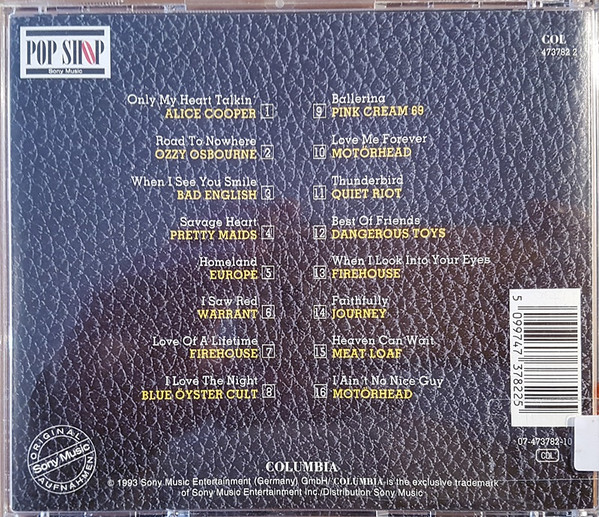 POP SHOP
Sony Music
COL
473782 2
Only My Heart Talkin'
ALICE COOPER 1
Road To Nowhere
OZZY OSBOURNE 2
When I See You Smile
BAD ENGLISH 3
Savage Heart
PRETTY MAIDS 4
Homeland
EUROPE 5
I Saw Red
WARRANT 6
Love Of A Lifetime
FIREHOUSE 7
I Love The Night
BLUE ÖYSTER CULT 8
Ballerina
9 PINK CREAM 69
Love Me Forever
10 MOTÖRHEAD
Thunderbird
11 QUIET RIOT
Best Of Friends
12 DANGEROUS TOYS
When I Look Into Your Eyes
13 FIREHOUSE
Faithfully
14 JOURNEY
Heaven Can Wait
15 MEAT LOAF
I Ain't No Nice Guy
16 MOTÖRHEAD
5 099747 378225
07-473782-10
COL
ORIGINAL
Sony Music
AUFNAHMEN
COLUMBIA
© 1993 Sony Music Entertainment (Germany) GmbH/ COLUMBIA is the exclusive trademark
of Sony Music Entertainment Inc./Distribution Sony Music